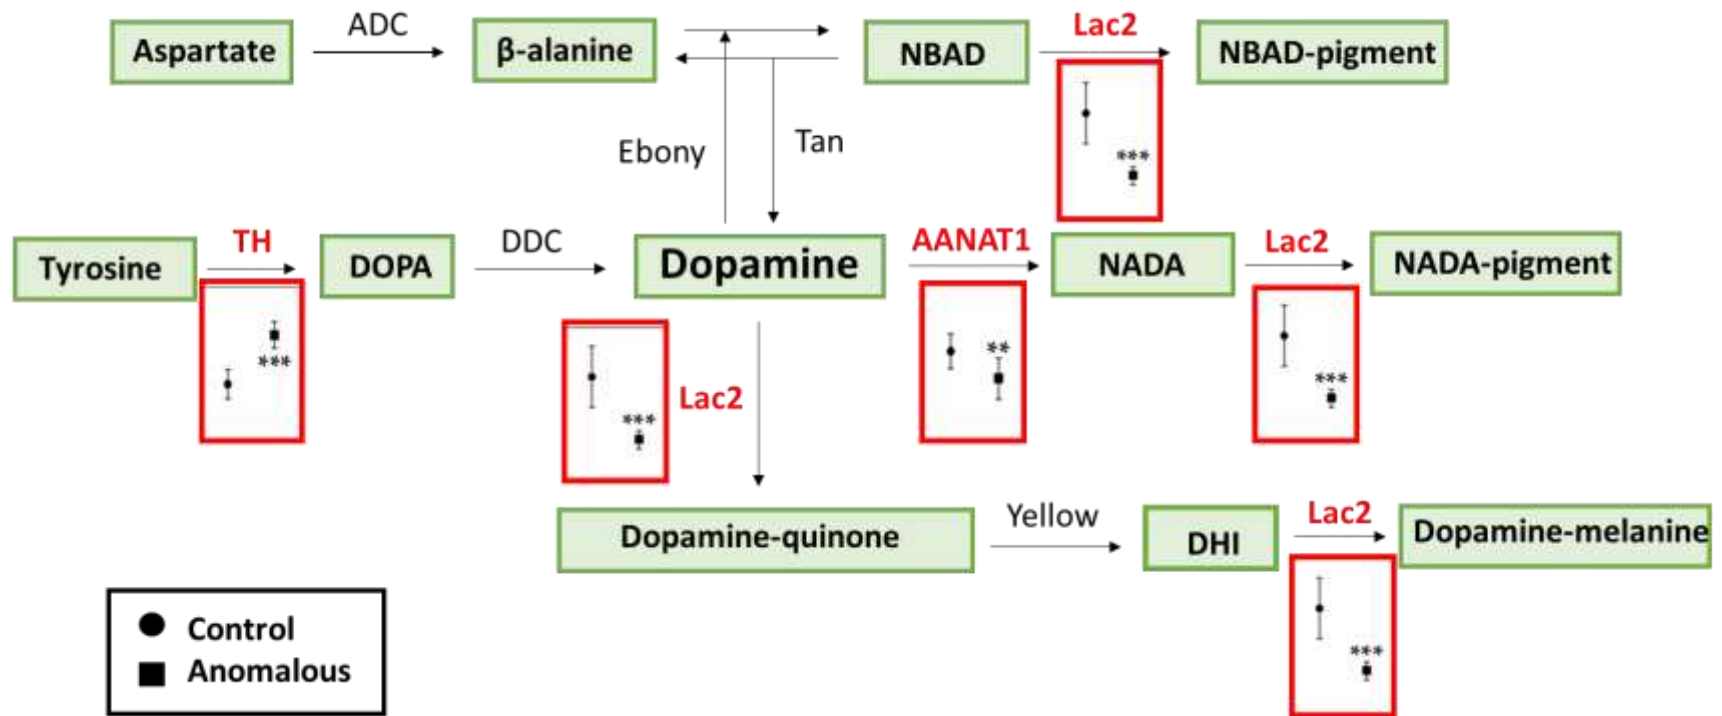 ADC
Lac2
Aspartate
β-alanine
NBAD
NBAD-pigment
Ebony
Tan
***
TH
DDC
AANAT1
Lac2
Tyrosine
DOPA
Dopamine
NADA
NADA-pigment
***
**
***
***
Lac2
Yellow
Lac2
Dopamine-quinone
DHI
Dopamine-melanine
***
Control
Anomalous